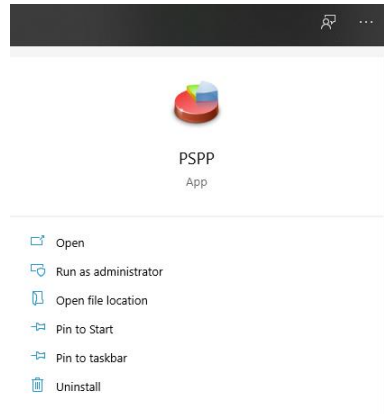 PSPP
App
Open
Run as administrator
Open file location
Pin to Start
Pin to taskbar
Uninstall